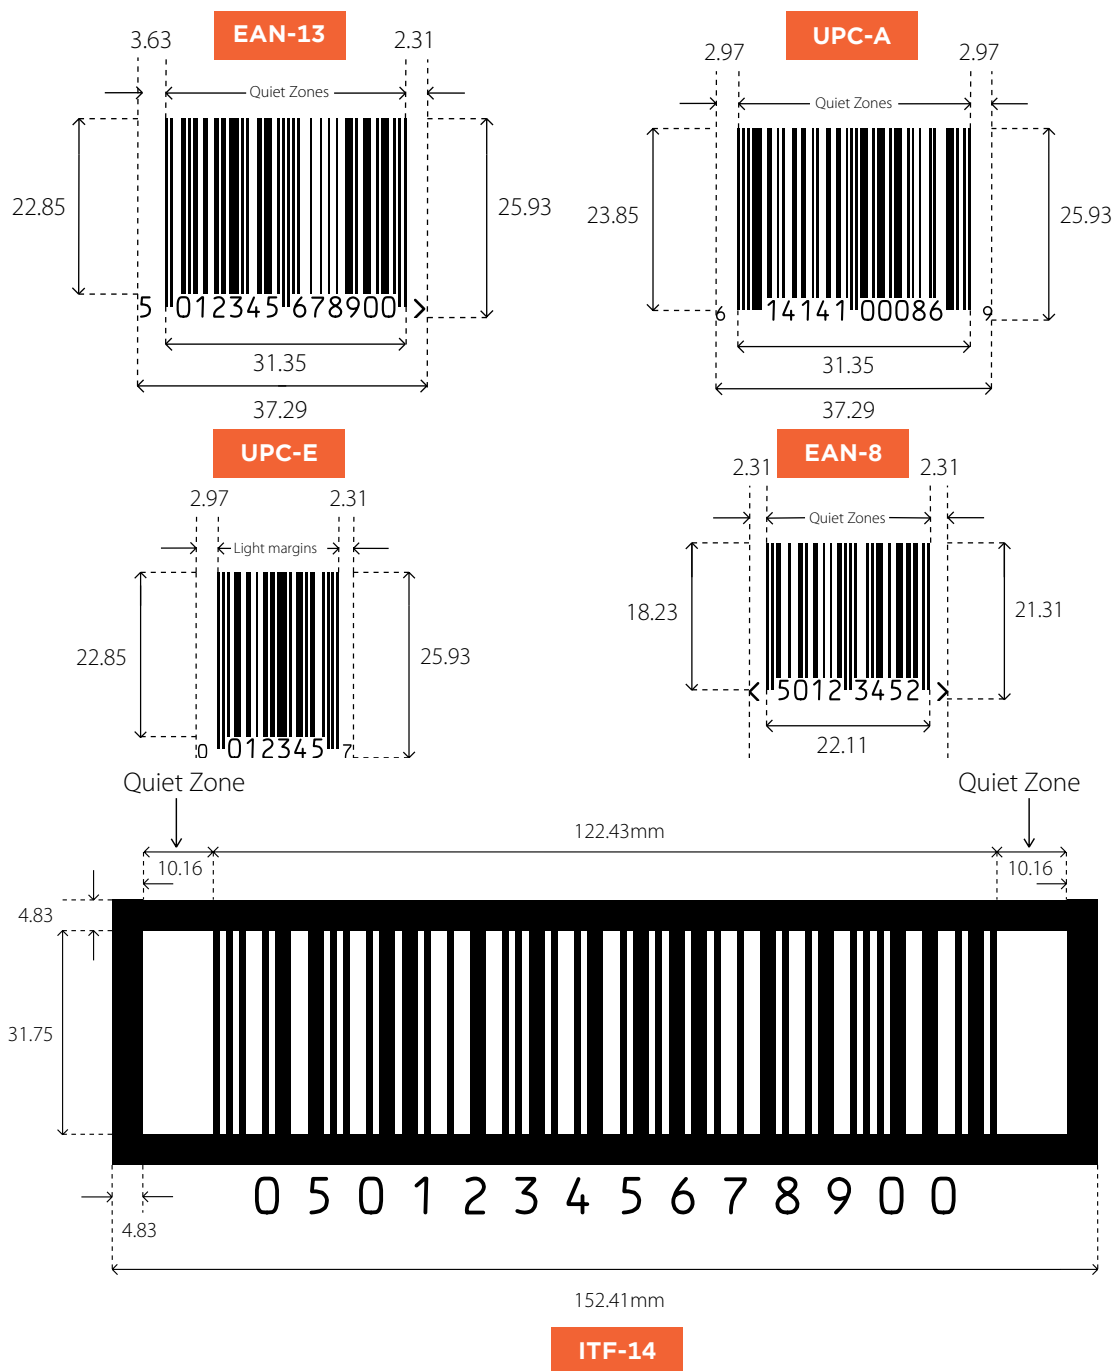 EAN-13
3.63
2.31
Quiet Zones
22.85
25.93
5 012345 678900 >
31.35
37.29
UPC-A
2.97
2.97
Quiet Zones
23.85
25.93
6 14141 00086 9
31.35
37.29
UPC-E
2.97
2.31
Light margins
22.85
25.93
0 012345 7
EAN-8
2.31
2.31
Quiet Zones
18.23
21.31
< 5012 3452 >
22.11
Quiet Zone
Quiet Zone
122.43mm
10.16
10.16
4.83
31.75
0 5 0 1 2 3 4 5 6 7 8 9 0 0
4.83
152.41mm
ITF-14